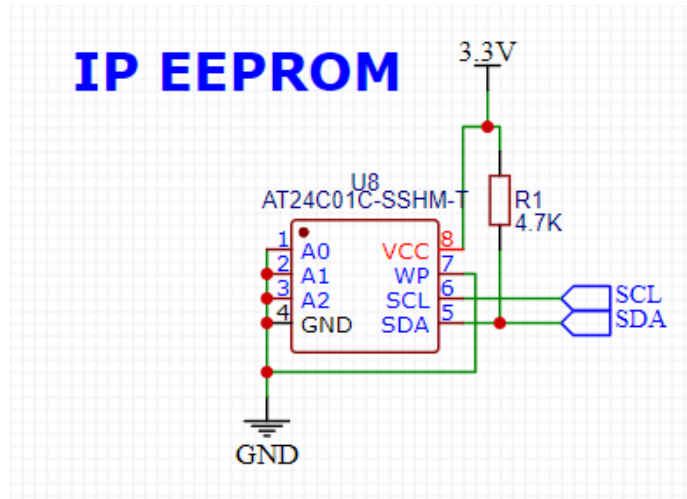 IP EEPROM
3.3V
U8
AT24C01C-SSHM-T
R1
4.7K
1 A0 VCC 8
2 A1 WP 7
3 A2 SCL 6 SCL
4 GND SDA 5 SDA
GND